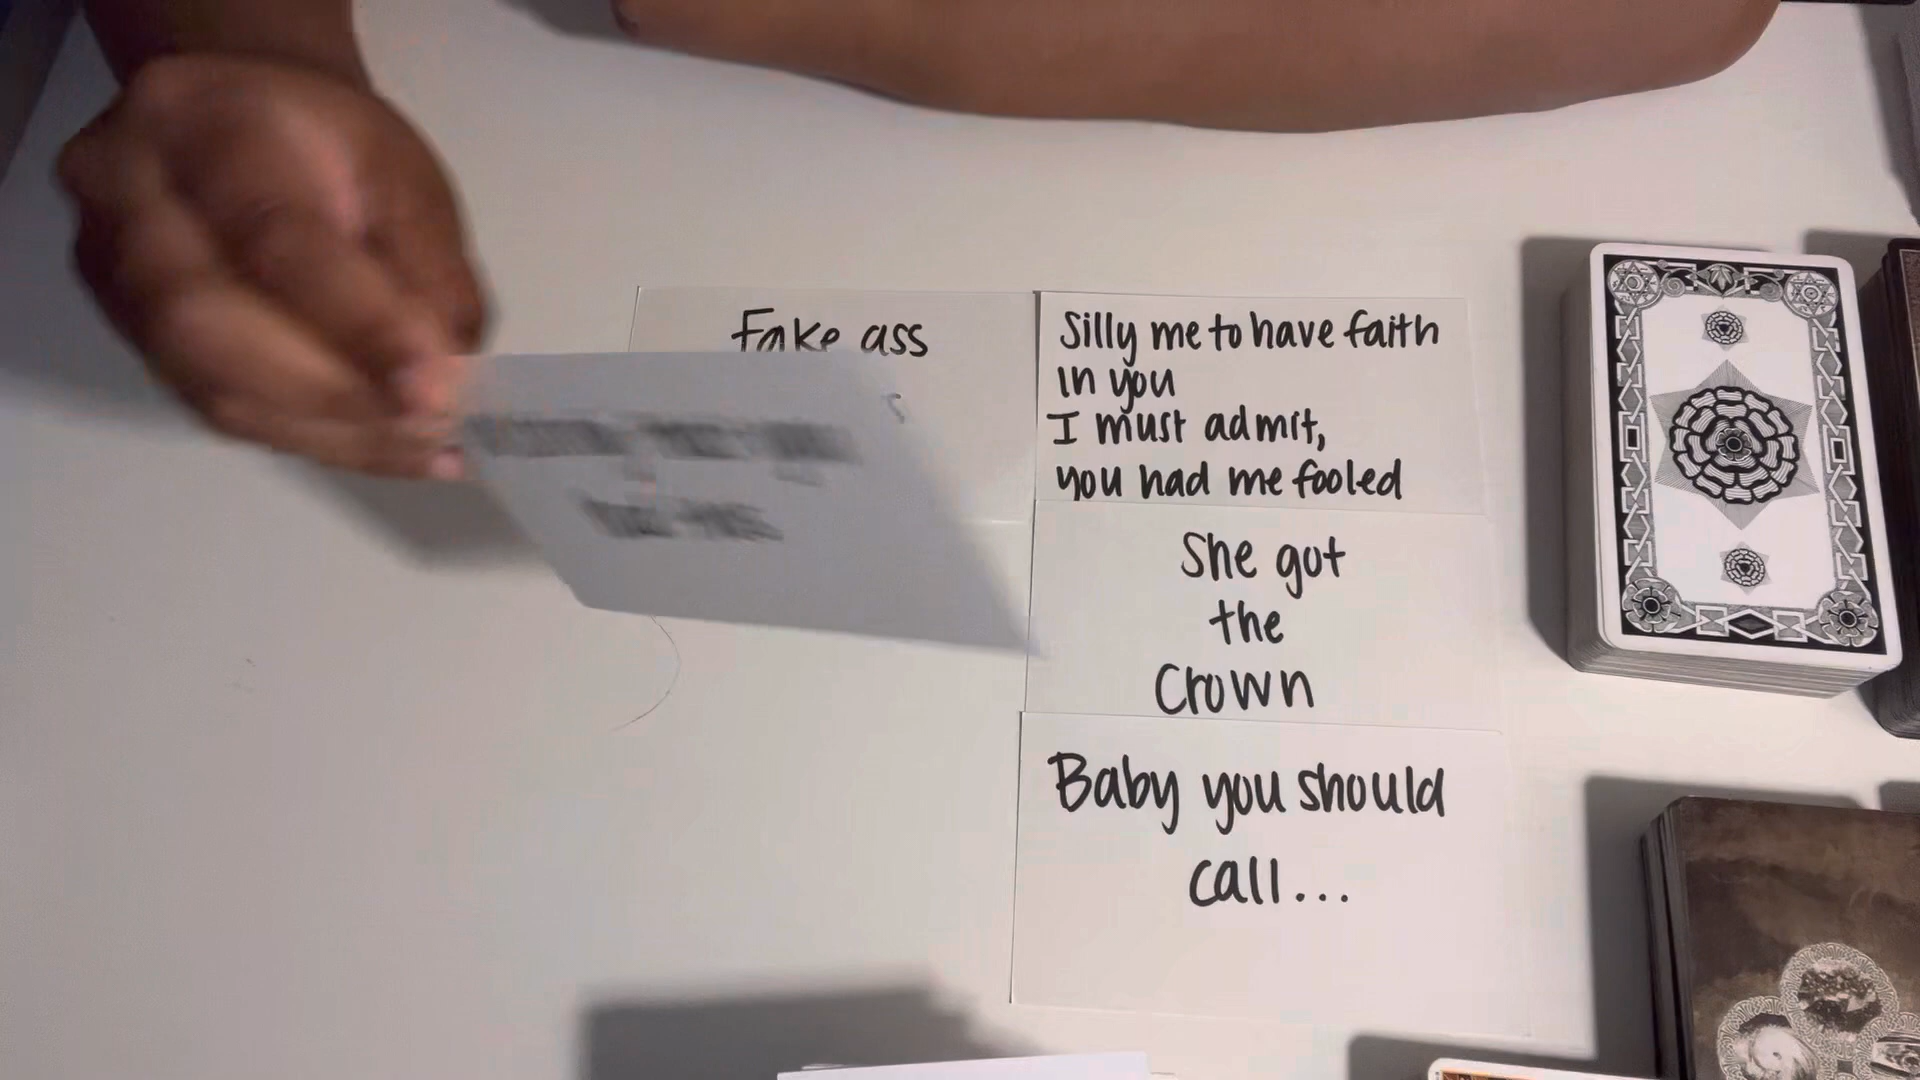 Fake ass
Silly me to have faith
in you
I must admit,
you had me fooled
She got
the
Crown
Baby you should
call...